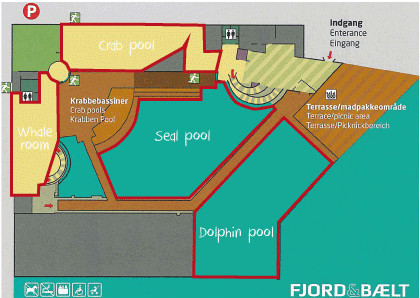 P
Indgang
Entrance
Eingang
Crab pool
Krabbebassiner
Crab pools
Krabben Pool
Terrasse/madpakkeområde
Terrace/picnic area
Terrasse/Picknickbereich
Whale
room
Seal pool
Dolphin pool
FJORD&BÆLT